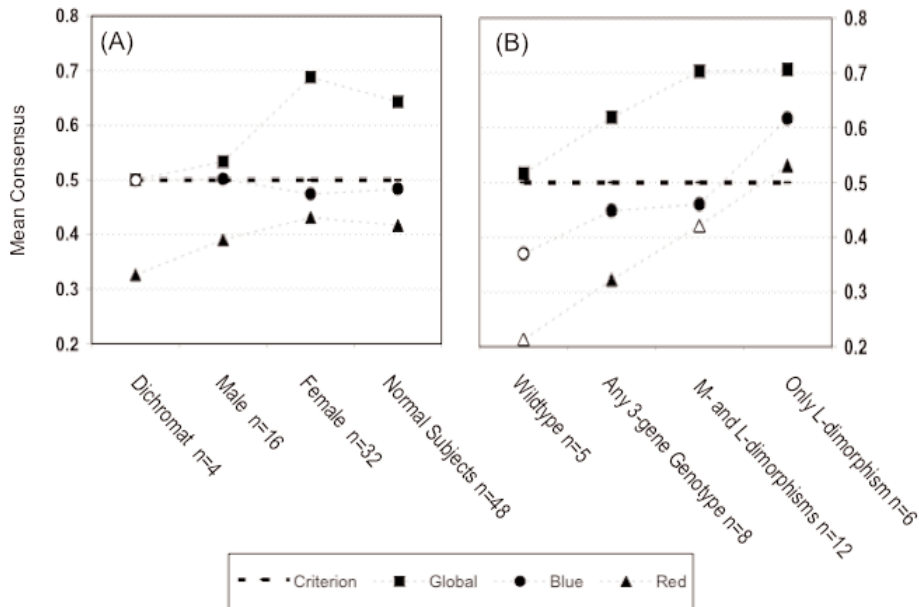 (A)
(B)
0.8
0.7
0.6
0.5
0.4
0.3
0.2
Mean Consensus
0.8
0.7
0.6
0.5
0.4
0.3
0.2
Dichromat n=4
Male n=16
Female n=32
Normal Subjects n=48
Wildtype n=5
Any 3-gene Genotype n=8
M- and L-dimorphisms n=12
Only L-dimorphism n=6
Criterion Global Blue Red